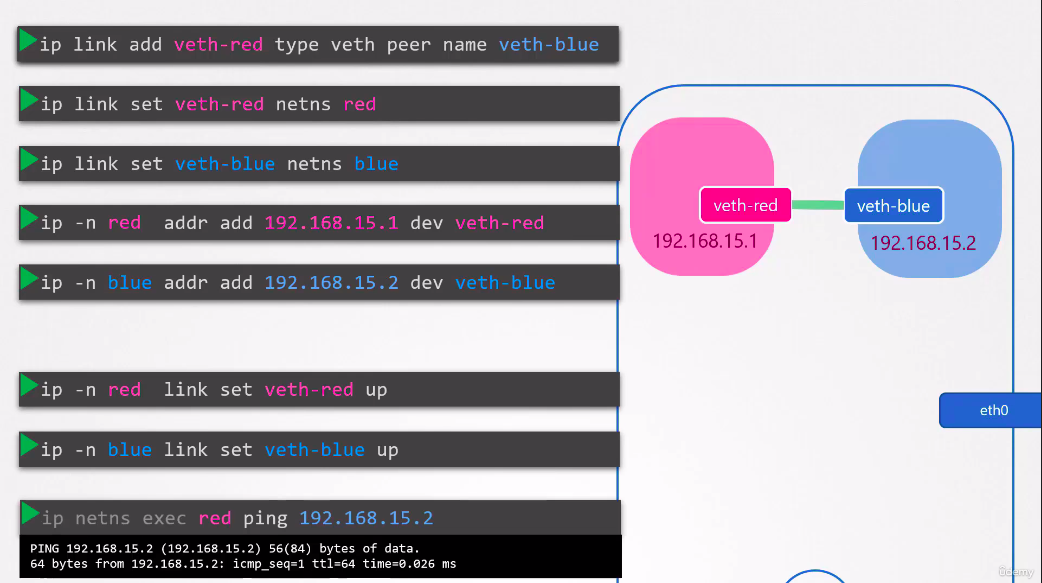 ip link add veth-red type veth peer name veth-blue
ip link set veth-red netns red
ip link set veth-blue netns blue
ip -n red addr add 192.168.15.1 dev veth-red
ip -n blue addr add 192.168.15.2 dev veth-blue
ip -n red link set veth-red up
ip -n blue link set veth-blue up
ip netns exec red ping 192.168.15.2
PING 192.168.15.2 (192.168.15.2) 56(84) bytes of data.
64 bytes from 192.168.15.2: icmp_seq=1 ttl=64 time=0.026 ms
veth-red
veth-blue
192.168.15.1
192.168.15.2
eth0
ûdemy